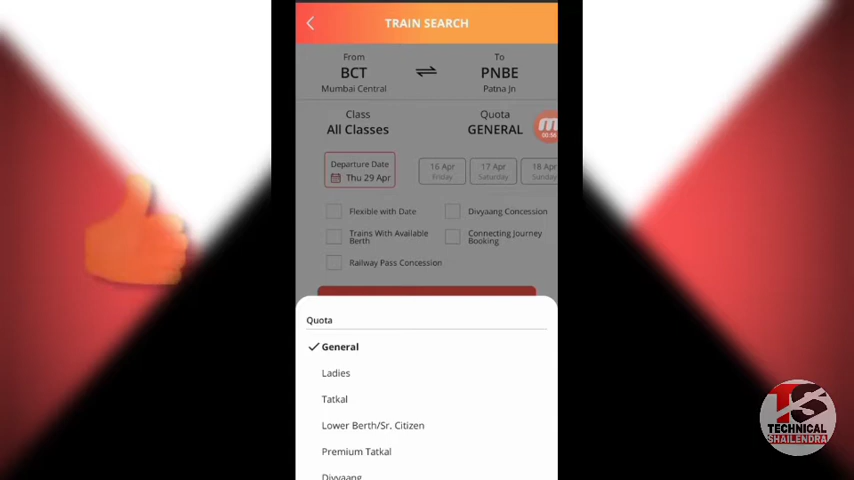 TRAIN SEARCH
From
To
BCT
PNBE
Mumbai Central
Patna Jn
Class
Quota
All Classes
GENERAL
00:56
Departure Date
Thu 29 Apr
16 Apr
Friday
17 Apr
Saturday
18 Apr
Sunday
Flexible with Date
Divyaang Concession
Trains With Available
Berth
Connecting Journey
Booking
Railway Pass Concession
Quota
General
Ladies
Tatkal
Lower Berth/Sr. Citizen
Premium Tatkal
Divyaang
TS
TECHNICAL
SHAILENDRA